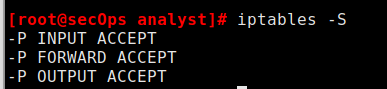 [root@secOps analyst]# iptables -S
-P INPUT ACCEPT
-P FORWARD ACCEPT
-P OUTPUT ACCEPT